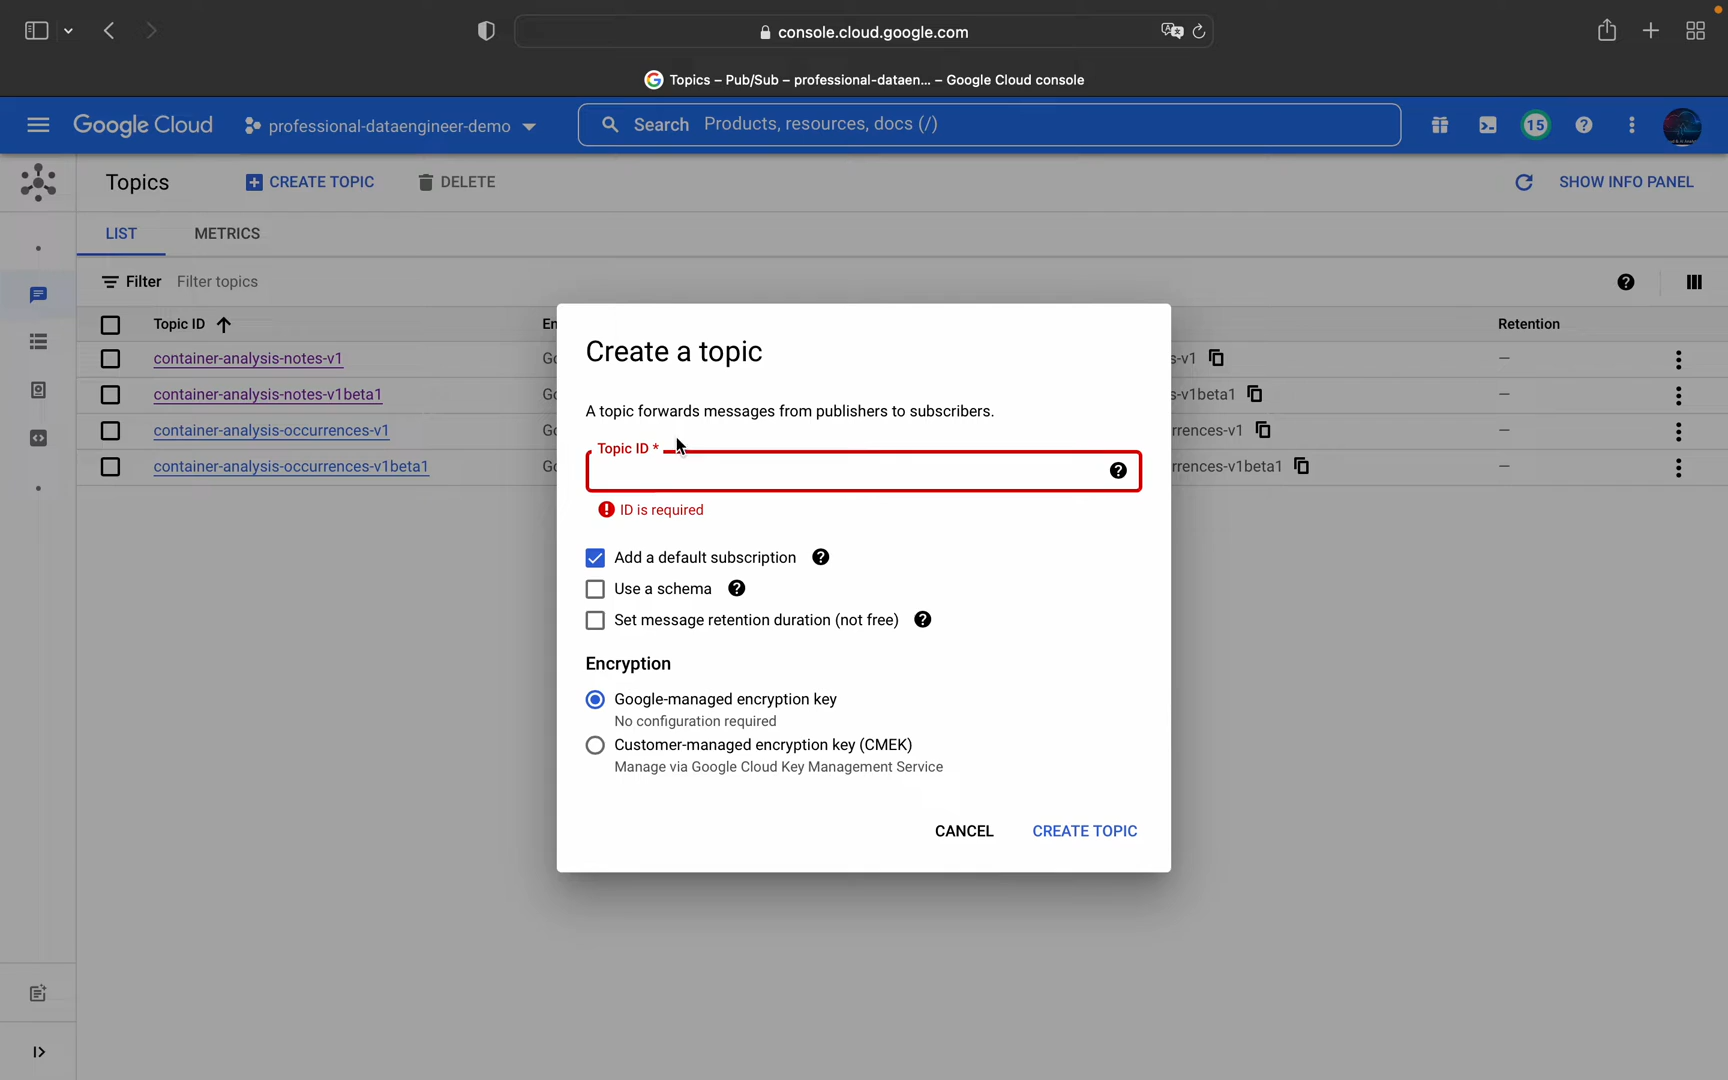 console.cloud.google.com
Topics – Pub/Sub – professional-dataen... – Google Cloud console
Google Cloud
professional-dataengineer-demo
Search Products, resources, docs (/)
15
Topics
CREATE TOPIC
DELETE
SHOW INFO PANEL
LIST
METRICS
Filter Filter topics
Topic ID
Retention
container-analysis-notes-v1
s-v1
–
container-analysis-notes-v1beta1
s-v1beta1
–
container-analysis-occurrences-v1
rrences-v1
–
container-analysis-occurrences-v1beta1
rrences-v1beta1
–
Create a topic
A topic forwards messages from publishers to subscribers.
Topic ID *
ID is required
Add a default subscription
Use a schema
Set message retention duration (not free)
Encryption
Google-managed encryption key
No configuration required
Customer-managed encryption key (CMEK)
Manage via Google Cloud Key Management Service
CANCEL
CREATE TOPIC